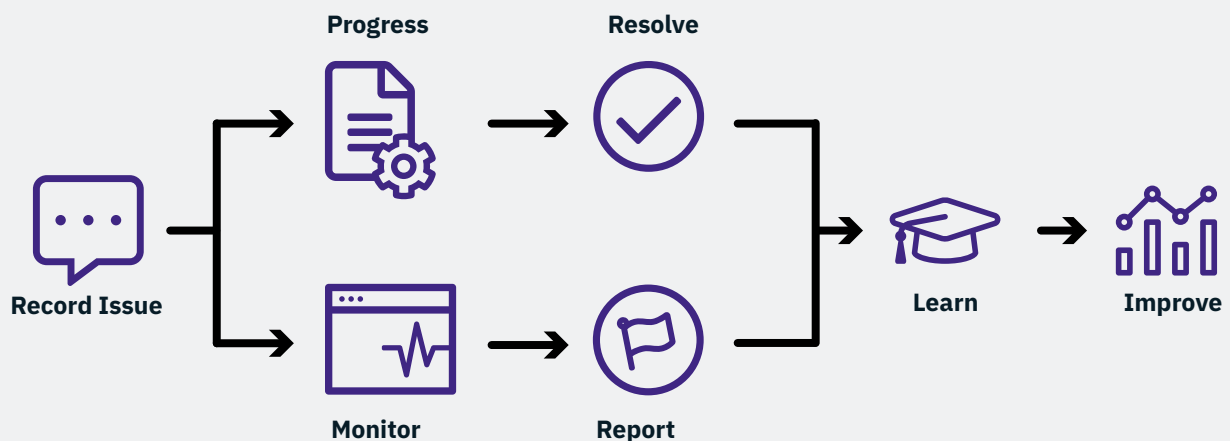 Progress
Resolve
Record Issue
Learn
Improve
Monitor
Report